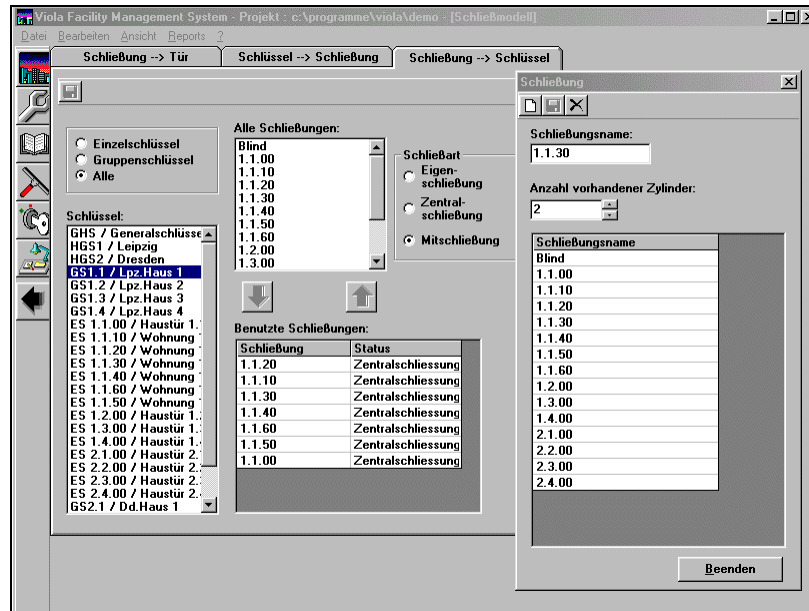 Viola Facility Management System - Projekt : c:\programme\viola\demo - [Schließmodell]
Datei Bearbeiten Ansicht Reports ?
Schließung --> Tür
Schlüssel --> Schließung
Schließung --> Schlüssel
Einzelschlüssel
Gruppenschlüssel
Alle
Schlüssel:
GHS / Generalschlüsse
HGS1 / Leipzig
HGS2 / Dresden
GS1.1 / Lpz.Haus 1
GS1.2 / Lpz.Haus 2
GS1.3 / Lpz.Haus 3
GS1.4 / Lpz.Haus 4
ES 1.1.00 / Haustür 1.
ES 1.1.10 / Wohnung
ES 1.1.20 / Wohnung
ES 1.1.30 / Wohnung
ES 1.1.40 / Wohnung
ES 1.1.60 / Wohnung
ES 1.1.50 / Wohnung
ES 1.2.00 / Haustür 1.
ES 1.3.00 / Haustür 1.
ES 1.4.00 / Haustür 1.
ES 2.1.00 / Haustür 2.
ES 2.2.00 / Haustür 2.
ES 2.3.00 / Haustür 2.
ES 2.4.00 / Haustür 2.
GS2.1 / Dd.Haus 1
Alle Schließungen:
Blind
1.1.00
1.1.10
1.1.20
1.1.30
1.1.40
1.1.50
1.1.60
1.2.00
1.3.00
Schließart
Eigen-
schließung
Zentral-
schließung
Mitschließung
Benutzte Schließungen:
Schließung Status
1.1.20 Zentralschliessung
1.1.10 Zentralschliessung
1.1.30 Zentralschliessung
1.1.40 Zentralschliessung
1.1.60 Zentralschliessung
1.1.50 Zentralschliessung
1.1.00 Zentralschliessung
Schließung
Schließungsname:
1.1.30
Anzahl vorhandener Zylinder:
2
Schließungsname
Blind
1.1.00
1.1.10
1.1.20
1.1.30
1.1.40
1.1.50
1.1.60
1.2.00
1.3.00
1.4.00
2.1.00
2.2.00
2.3.00
2.4.00
Beenden